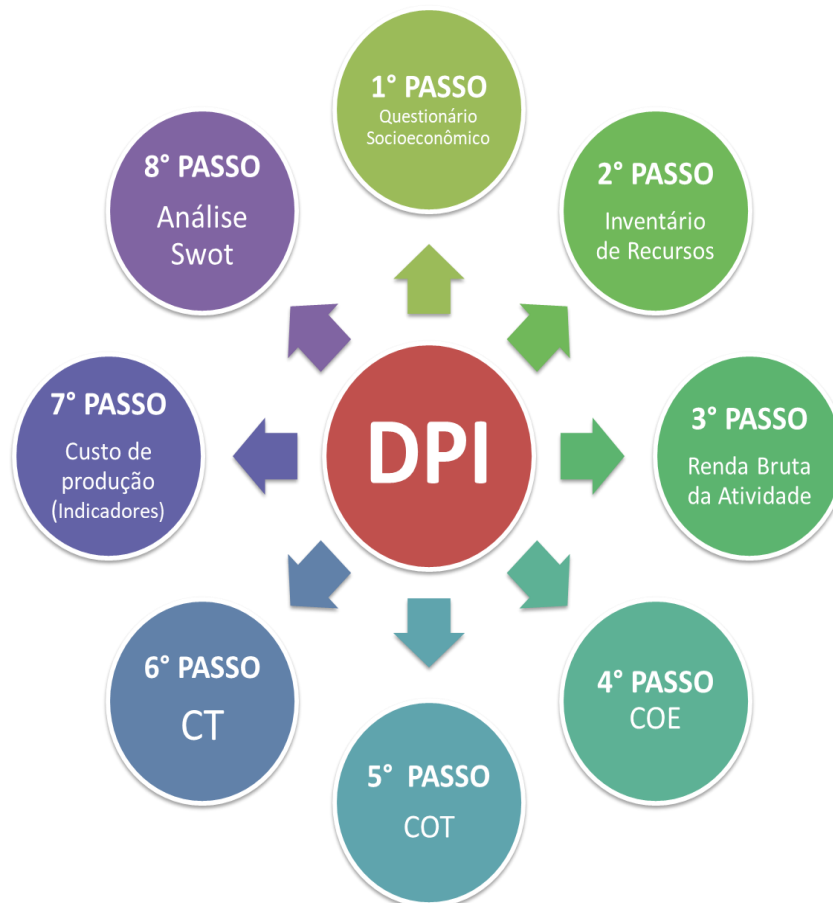 1° PASSO
Questionário
Socioeconômico
2° PASSO
Inventário
de Recursos
3° PASSO
Renda Bruta
da Atividade
4° PASSO
COE
5° PASSO
COT
6° PASSO
CT
7° PASSO
Custo de
produção
(Indicadores)
8° PASSO
Análise
Swot
DPI